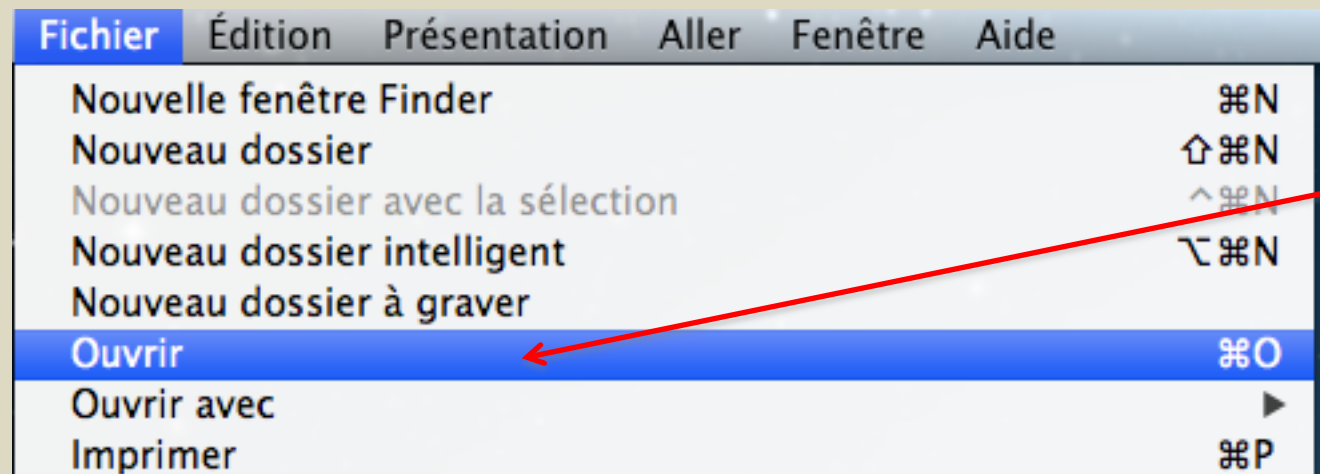 Fichier Édition Présentation Aller Fenêtre Aide
Nouvelle fenêtre Finder ⌘N
Nouveau dossier ⇧⌘N
Nouveau dossier avec la sélection ^⌘N
Nouveau dossier intelligent ⌥⌘N
Nouveau dossier à graver
Ouvrir ⌘O
Ouvrir avec ▶
Imprimer ⌘P